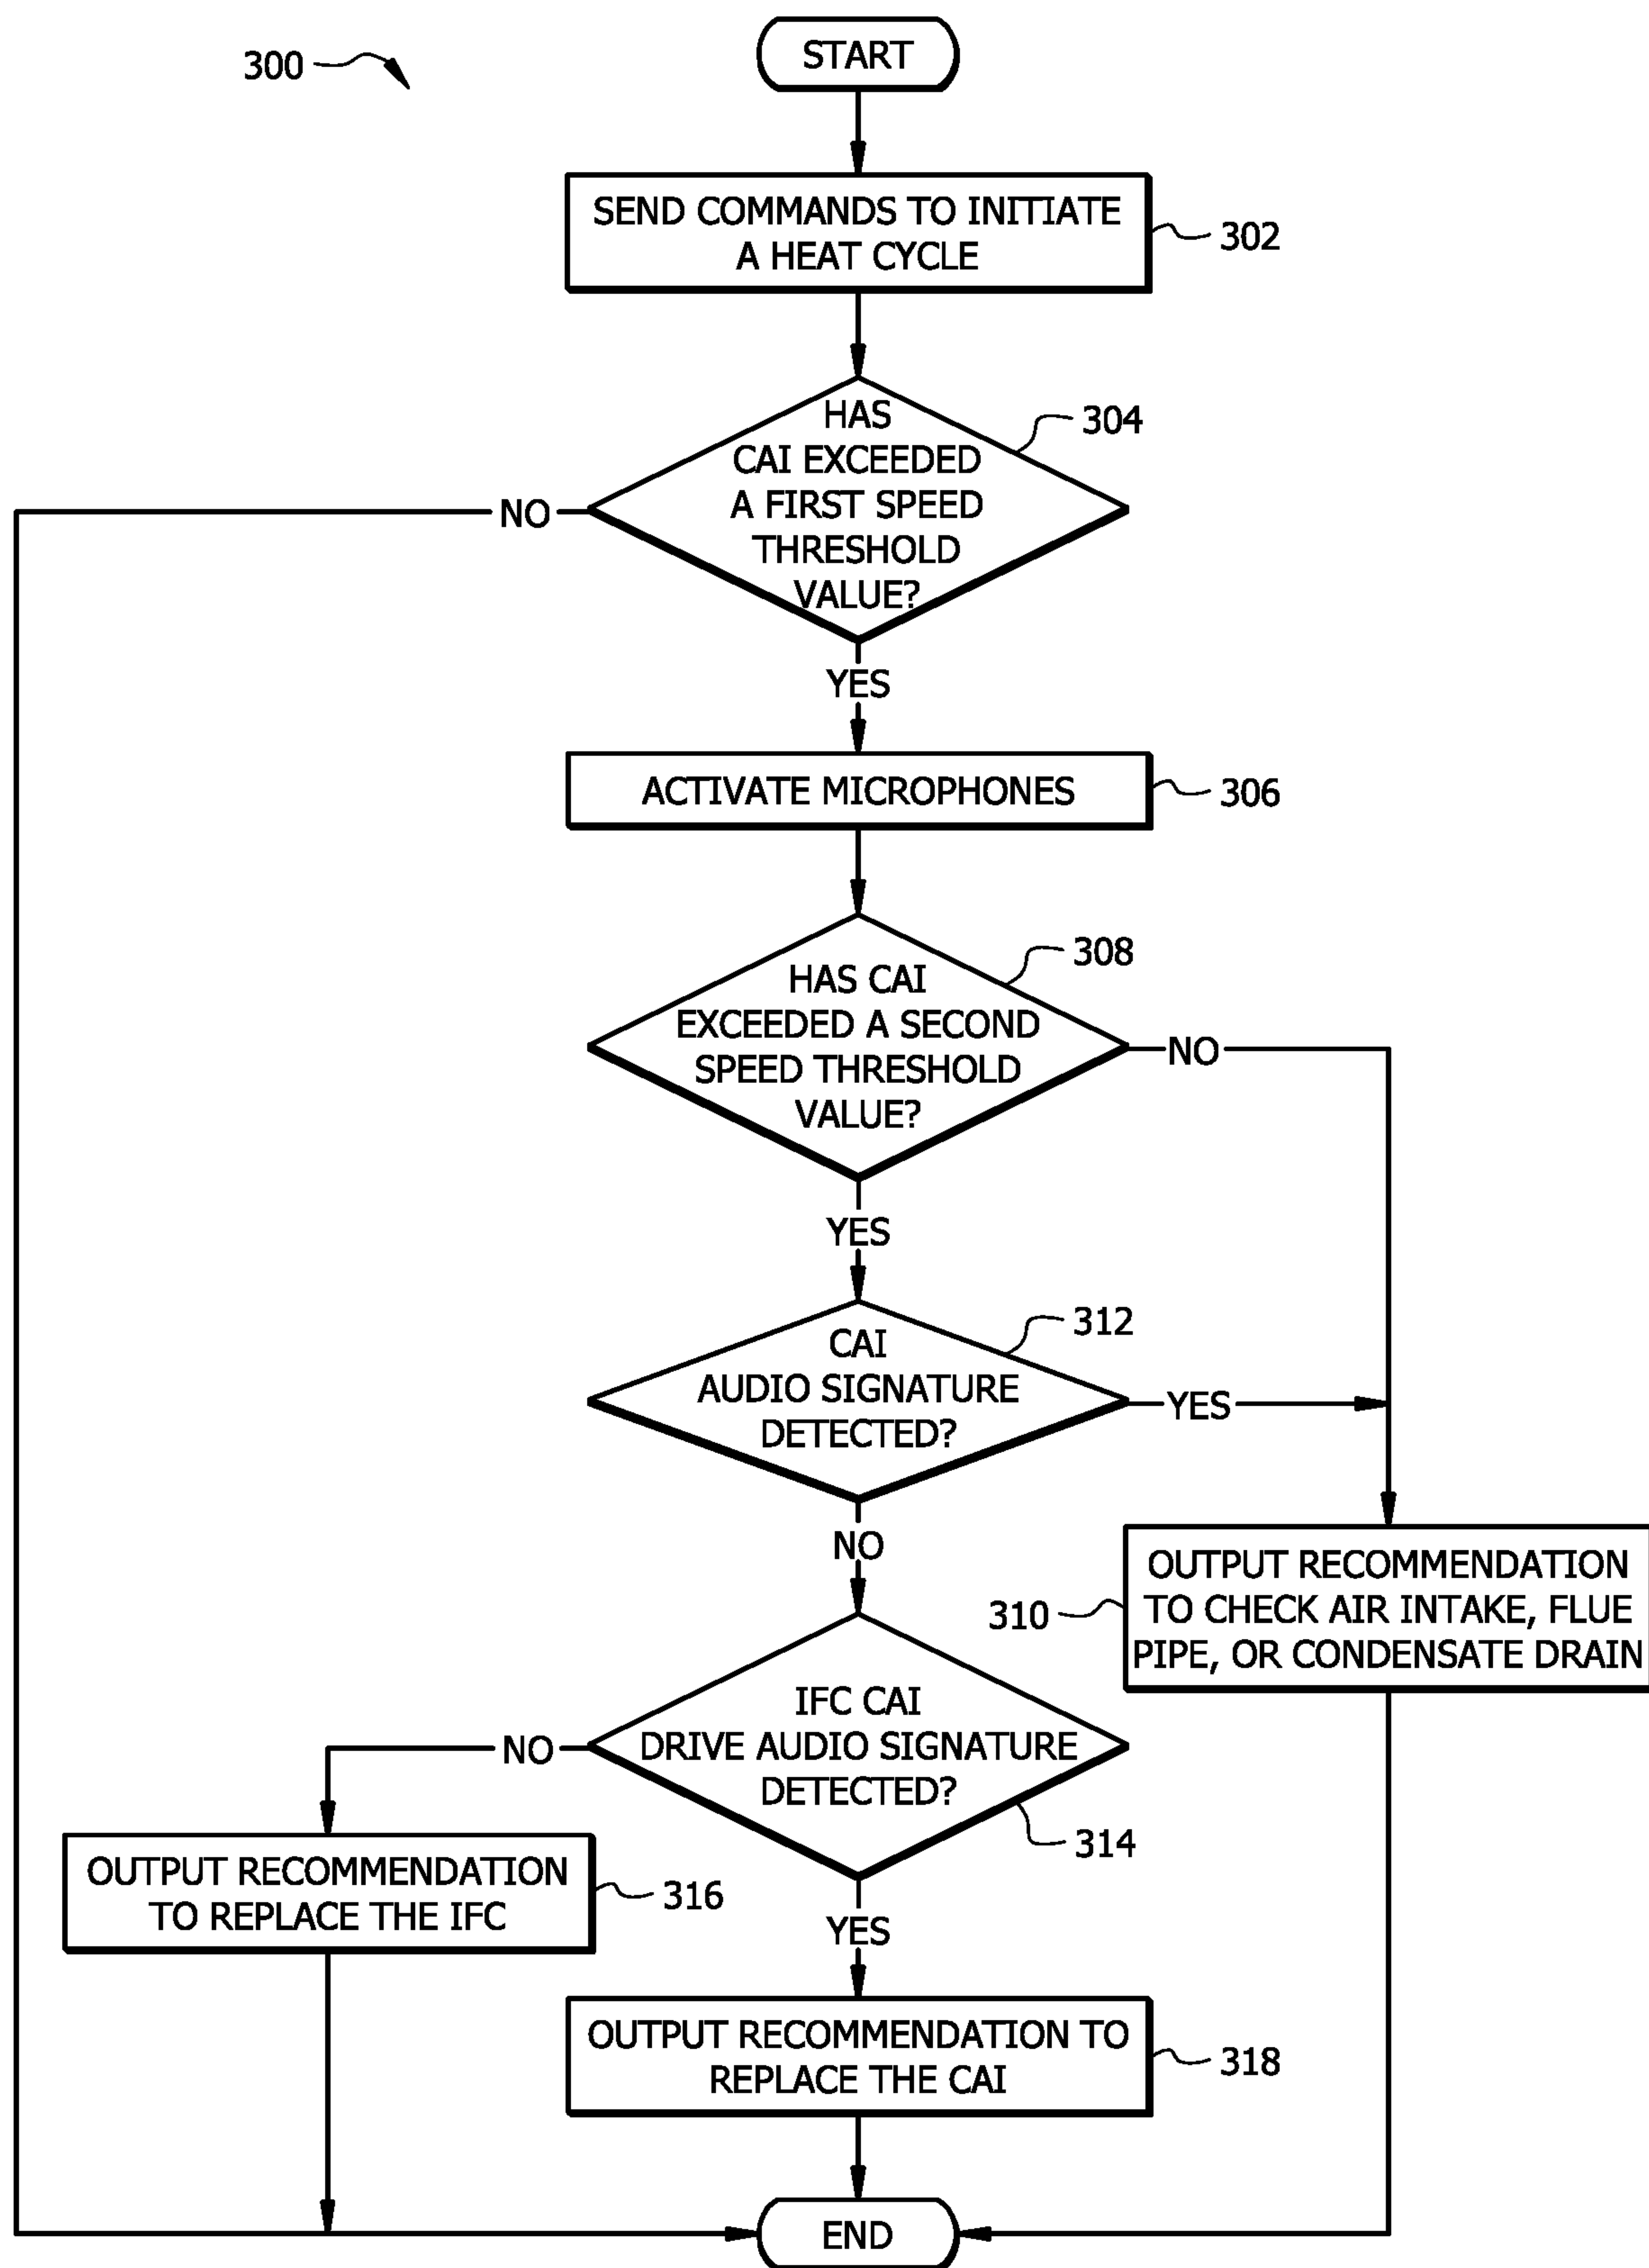 START
300
SEND COMMANDS TO INITIATE
A HEAT CYCLE
302
HAS
CAI EXCEEDED
A FIRST SPEED
THRESHOLD
VALUE?
304
NO
YES
ACTIVATE MICROPHONES
306
HAS CAI
EXCEEDED A SECOND
SPEED THRESHOLD
VALUE?
308
NO
YES
CAI
AUDIO SIGNATURE
DETECTED?
312
YES
NO
OUTPUT RECOMMENDATION
TO CHECK AIR INTAKE, FLUE
PIPE, OR CONDENSATE DRAIN
310
IFC CAI
DRIVE AUDIO SIGNATURE
DETECTED?
314
NO
YES
OUTPUT RECOMMENDATION
TO REPLACE THE IFC
316
OUTPUT RECOMMENDATION TO
REPLACE THE CAI
318
END